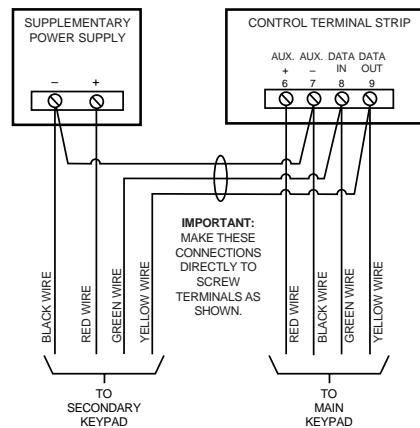 SUPPLEMENTARY
POWER SUPPLY
– +
CONTROL TERMINAL STRIP
AUX. AUX. DATA DATA
+ – IN OUT
6 7 8 9
IMPORTANT:
MAKE THESE
CONNECTIONS
DIRECTLY TO
SCREW
TERMINALS AS
SHOWN.
BLACK WIRE
RED WIRE
GREEN WIRE
YELLOW WIRE
RED WIRE
BLACK WIRE
GREEN WIRE
YELLOW WIRE
TO
SECONDARY
KEYPAD
TO
MAIN
KEYPAD